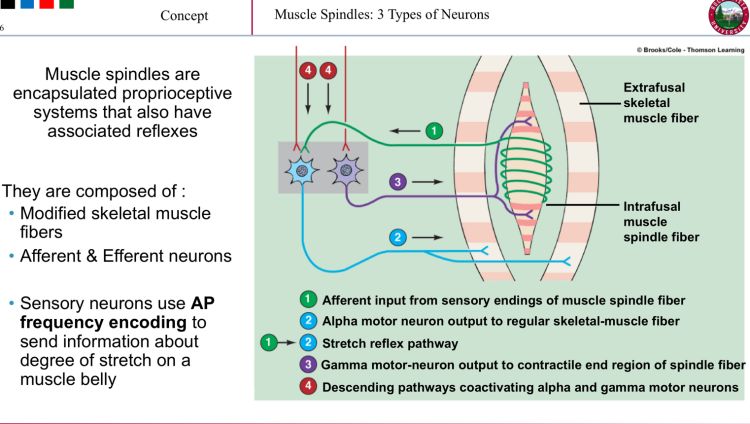 Concept
Muscle Spindles: 3 Types of Neurons
6
© Brooks/Cole - Thomson Learning
Muscle spindles are
encapsulated proprioceptive
systems that also have
associated reflexes
They are composed of :
• Modified skeletal muscle
fibers
• Afferent & Efferent neurons
• Sensory neurons use AP
frequency encoding to
send information about
degree of stretch on a
muscle belly
4 4
1
3
2
Extrafusal
skeletal
muscle fiber
Intrafusal
muscle
spindle fiber
1 Afferent input from sensory endings of muscle spindle fiber
2 Alpha motor neuron output to regular skeletal-muscle fiber
1 → 2 Stretch reflex pathway
3 Gamma motor-neuron output to contractile end region of spindle fiber
4 Descending pathways coactivating alpha and gamma motor neurons